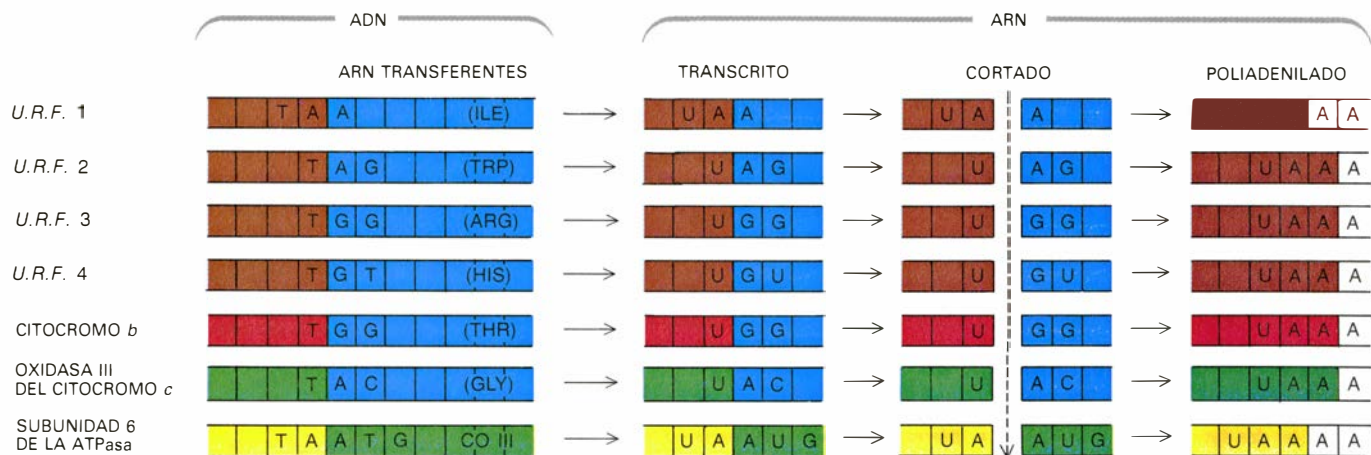 ADN ARN
ARN TRANSFERENTES TRANSCRITO CORTADO POLIADENILADO
U.R.F. 1 T A A (ILE) U A A U A A A A
U.R.F. 2 T A G (TRP) U A G U A G U A A A
U.R.F. 3 T G G (ARG) U G G U G G U A A A
U.R.F. 4 T G T (HIS) U G U U G U U A A A
CITOCROMO b T G G (THR) U G G U G G U A A A
OXIDASA III
DEL CITOCROMO c T A C (GLY) U A C U A C U A A A
SUBUNIDAD 6
DE LA ATPasa T A A T G CO III U A A U G U A A U G U A A A A